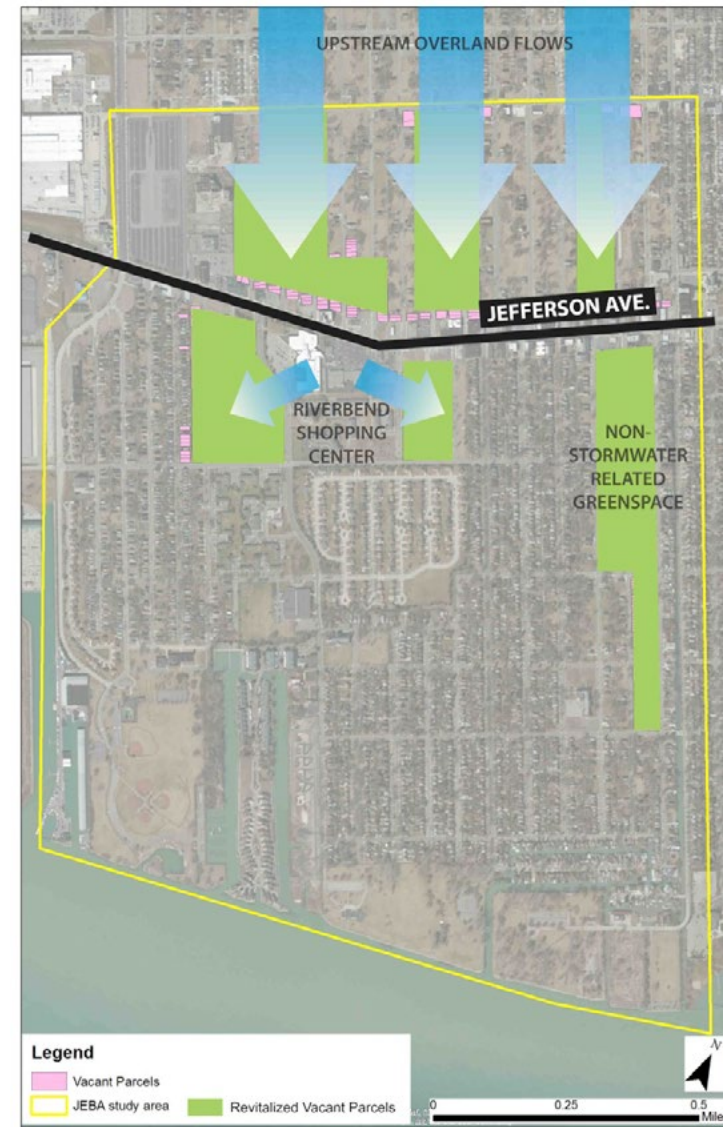 UPSTREAM OVERLAND FLOWS
JEFFERSON AVE.
RIVERBEND
SHOPPING
CENTER
NON-
STORMWATER
RELATED
GREENSPACE
Legend
Vacant Parcels
JEBA study area
Revitalized Vacant Parcels
N
0 0.25 0.5
Mile